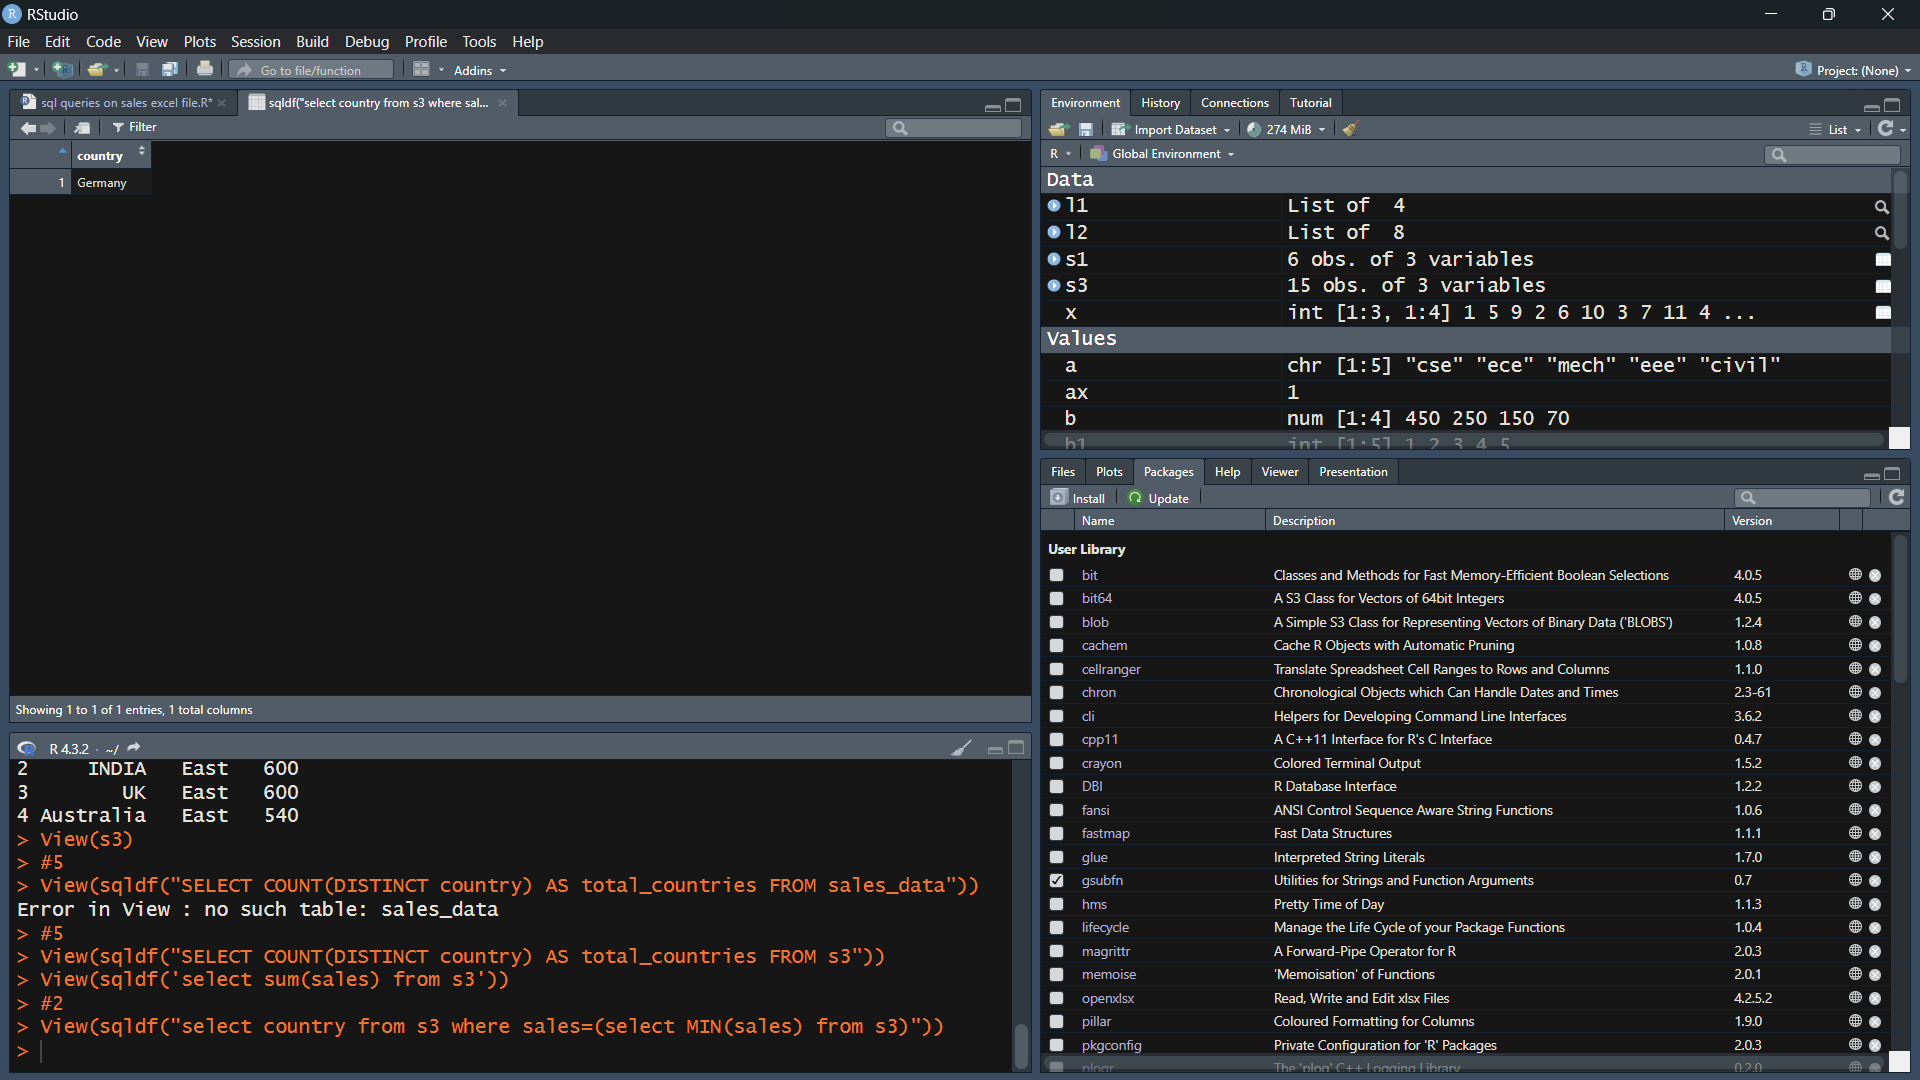 RStudio
File Edit Code View Plots Session Build Debug Profile Tools Help
Go to file/function Addins Project: (None)
sql queries on sales excel file.R* sqldf("select country from s3 where sal...
Filter
country
1 Germany
Showing 1 to 1 of 1 entries, 1 total columns
R 4.3.2 · ~/
2 INDIA East 600
3 UK East 600
4 Australia East 540
> View(s3)
> #5
> View(sqldf("SELECT COUNT(DISTINCT country) AS total_countries FROM sales_data"))
Error in View : no such table: sales_data
> #5
> View(sqldf("SELECT COUNT(DISTINCT country) AS total_countries FROM s3"))
> View(sqldf('select sum(sales) from s3'))
> #2
> View(sqldf("select country from s3 where sales=(select MIN(sales) from s3)"))
>
Environment History Connections Tutorial
Import Dataset 274 MiB List
R Global Environment
Data
l1 List of 4
l2 List of 8
s1 6 obs. of 3 variables
s3 15 obs. of 3 variables
x int [1:3, 1:4] 1 5 9 2 6 10 3 7 11 4 ...
Values
a chr [1:5] "cse" "ece" "mech" "eee" "civil"
ax 1
b num [1:4] 450 250 150 70
b1 int [1:5] 1 2 3 4 5
Files Plots Packages Help Viewer Presentation
Install Update
Name Description Version
User Library
bit Classes and Methods for Fast Memory-Efficient Boolean Selections 4.0.5
bit64 A S3 Class for Vectors of 64bit Integers 4.0.5
blob A Simple S3 Class for Representing Vectors of Binary Data ('BLOBS') 1.2.4
cachem Cache R Objects with Automatic Pruning 1.0.8
cellranger Translate Spreadsheet Cell Ranges to Rows and Columns 1.1.0
chron Chronological Objects which Can Handle Dates and Times 2.3-61
cli Helpers for Developing Command Line Interfaces 3.6.2
cpp11 A C++11 Interface for R's C Interface 0.4.7
crayon Colored Terminal Output 1.5.2
DBI R Database Interface 1.2.2
fansi ANSI Control Sequence Aware String Functions 1.0.6
fastmap Fast Data Structures 1.1.1
glue Interpreted String Literals 1.7.0
gsubfn Utilities for Strings and Function Arguments 0.7
hms Pretty Time of Day 1.1.3
lifecycle Manage the Life Cycle of your Package Functions 1.0.4
magrittr A Forward-Pipe Operator for R 2.0.3
memoise 'Memoisation' of Functions 2.0.1
openxlsx Read, Write and Edit xlsx Files 4.2.5.2
pillar Coloured Formatting for Columns 1.9.0
pkgconfig Private Configuration for 'R' Packages 2.0.3
plogr The 'plog' C++ Logging Library 0.2.0